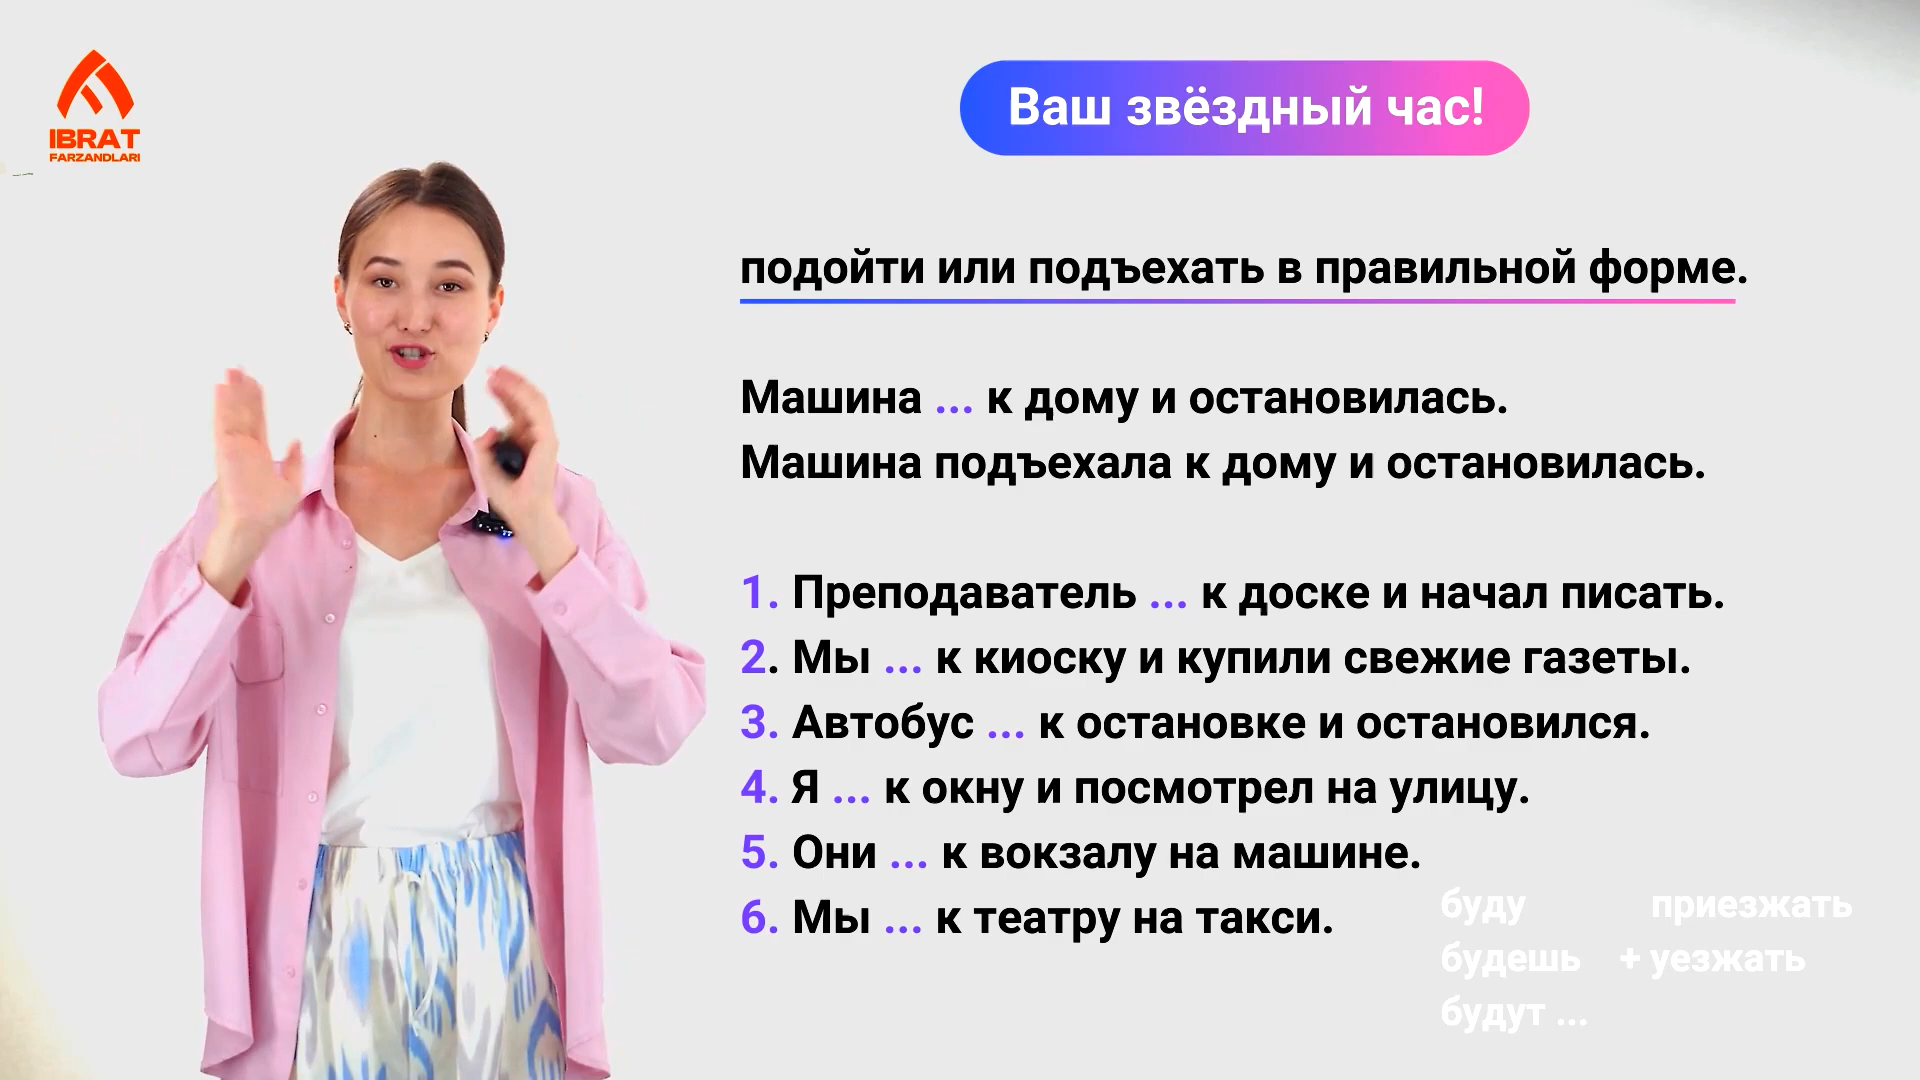 IBRAT
FARZANDLARI
Ваш звёздный час!
подойти или подъехать в правильной форме.
Машина ... к дому и остановилась.
Машина подъехала к дому и остановилась.
1. Преподаватель ... к доске и начал писать.
2. Мы ... к киоску и купили свежие газеты.
3. Автобус ... к остановке и остановился.
4. Я ... к окну и посмотрел на улицу.
5. Они ... к вокзалу на машине.
6. Мы ... к театру на такси.
буду приезжать
будешь + уезжать
будут ...